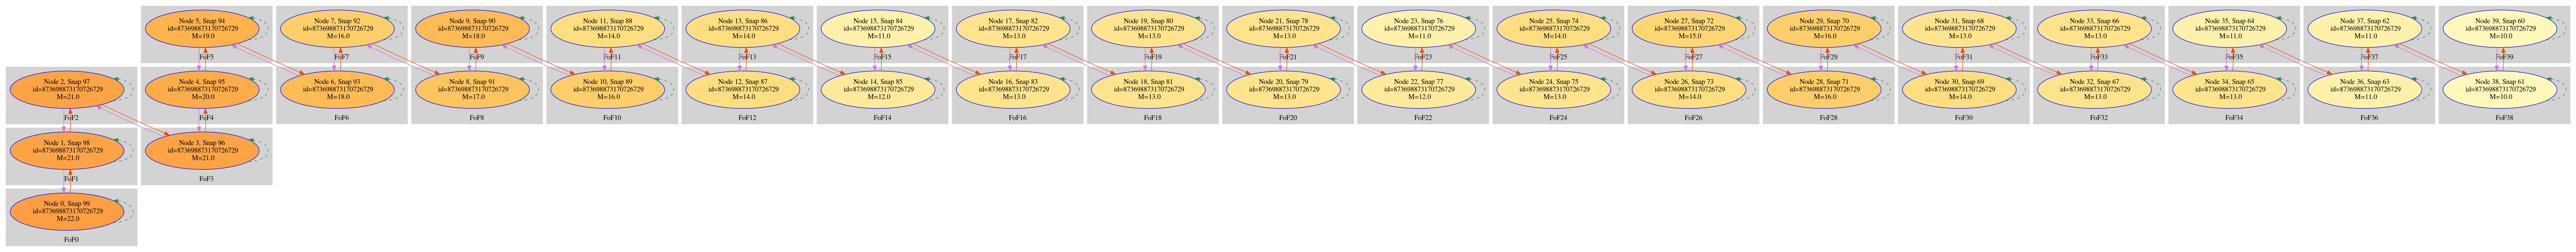 Node 5, Snap 94
id=873698873170726729
M=19.0
FoF5
Node 7, Snap 92
id=873698873170726729
M=16.0
FoF7
Node 9, Snap 90
id=873698873170726729
M=18.0
FoF9
Node 11, Snap 88
id=873698873170726729
M=14.0
FoF11
Node 13, Snap 86
id=873698873170726729
M=14.0
FoF13
Node 15, Snap 84
id=873698873170726729
M=11.0
FoF15
Node 17, Snap 82
id=873698873170726729
M=13.0
FoF17
Node 19, Snap 80
id=873698873170726729
M=13.0
FoF19
Node 21, Snap 78
id=873698873170726729
M=13.0
FoF21
Node 23, Snap 76
id=873698873170726729
M=11.0
FoF23
Node 25, Snap 74
id=873698873170726729
M=14.0
FoF25
Node 27, Snap 72
id=873698873170726729
M=15.0
FoF27
Node 29, Snap 70
id=873698873170726729
M=16.0
FoF29
Node 31, Snap 68
id=873698873170726729
M=13.0
FoF31
Node 33, Snap 66
id=873698873170726729
M=13.0
FoF33
Node 35, Snap 64
id=873698873170726729
M=11.0
FoF35
Node 37, Snap 62
id=873698873170726729
M=11.0
FoF37
Node 39, Snap 60
id=873698873170726729
M=10.0
FoF39
Node 2, Snap 97
id=873698873170726729
M=21.0
FoF2
Node 4, Snap 95
id=873698873170726729
M=20.0
FoF4
Node 6, Snap 93
id=873698873170726729
M=18.0
FoF6
Node 8, Snap 91
id=873698873170726729
M=17.0
FoF8
Node 10, Snap 89
id=873698873170726729
M=16.0
FoF10
Node 12, Snap 87
id=873698873170726729
M=14.0
FoF12
Node 14, Snap 85
id=873698873170726729
M=12.0
FoF14
Node 16, Snap 83
id=873698873170726729
M=13.0
FoF16
Node 18, Snap 81
id=873698873170726729
M=13.0
FoF18
Node 20, Snap 79
id=873698873170726729
M=13.0
FoF20
Node 22, Snap 77
id=873698873170726729
M=12.0
FoF22
Node 24, Snap 75
id=873698873170726729
M=13.0
FoF24
Node 26, Snap 73
id=873698873170726729
M=14.0
FoF26
Node 28, Snap 71
id=873698873170726729
M=16.0
FoF28
Node 30, Snap 69
id=873698873170726729
M=14.0
FoF30
Node 32, Snap 67
id=873698873170726729
M=13.0
FoF32
Node 34, Snap 65
id=873698873170726729
M=13.0
FoF34
Node 36, Snap 63
id=873698873170726729
M=11.0
FoF36
Node 38, Snap 61
id=873698873170726729
M=10.0
FoF38
Node 1, Snap 98
id=873698873170726729
M=21.0
FoF1
Node 3, Snap 96
id=873698873170726729
M=21.0
FoF3
Node 0, Snap 99
id=873698873170726729
M=22.0
FoF0